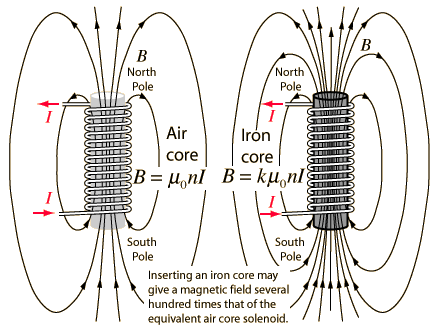 B
North
Pole
I
Air
core
B = μ₀nI
I
South
Pole
B
North
Pole
I
Iron
core
B = kμ₀nI
I
South
Pole
Inserting an iron core may
give a magnetic field several
hundred times that of the
equivalent air core solenoid.